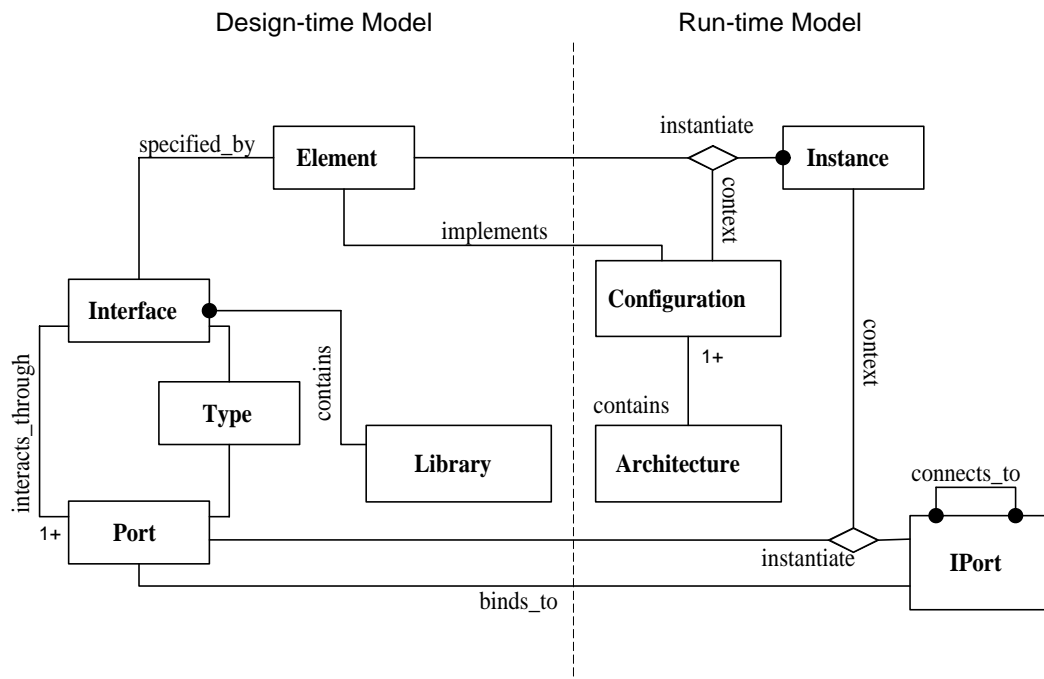 Design-time Model
Run-time Model
instantiate
specified_by
Element
Instance
context
implements
Interface
Configuration
1+
context
interacts_through
Type
contains
contains
Library
Architecture
connects_to
1+
Port
instantiate
IPort
binds_to